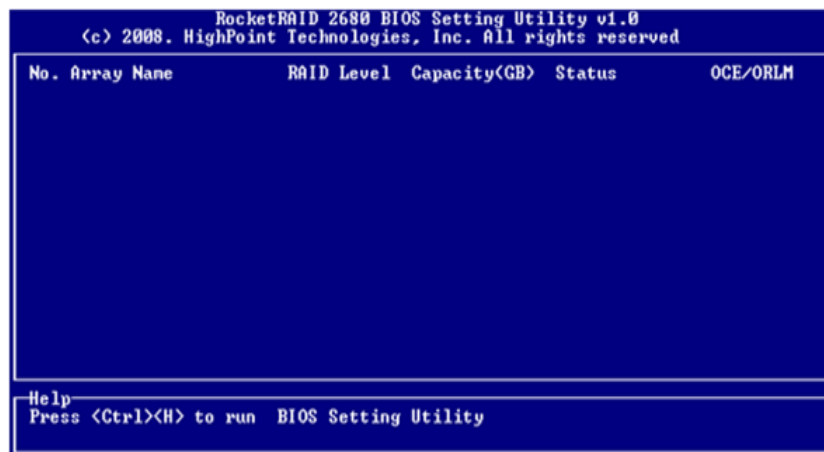 RocketRAID 2680 BIOS Setting Utility v1.0
(c) 2008. HighPoint Technologies, Inc. All rights reserved
No. Array Name RAID Level Capacity(GB) Status OCE/ORLM
Help
Press <Ctrl><H> to run BIOS Setting Utility